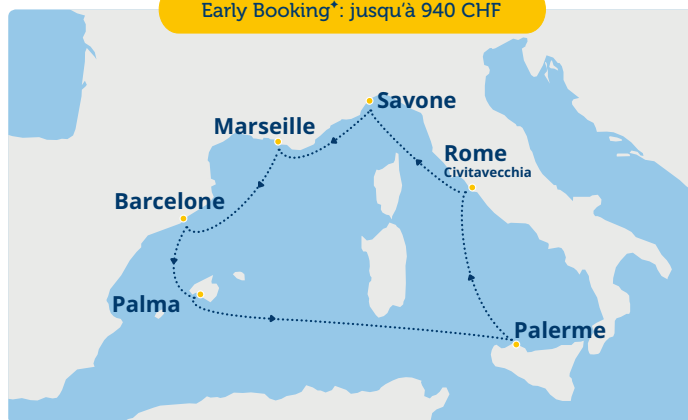 Early Booking✦: jusqu'à 940 CHF
Savone
Marseille
Rome
Civitavecchia
Barcelone
Palma
Palerme